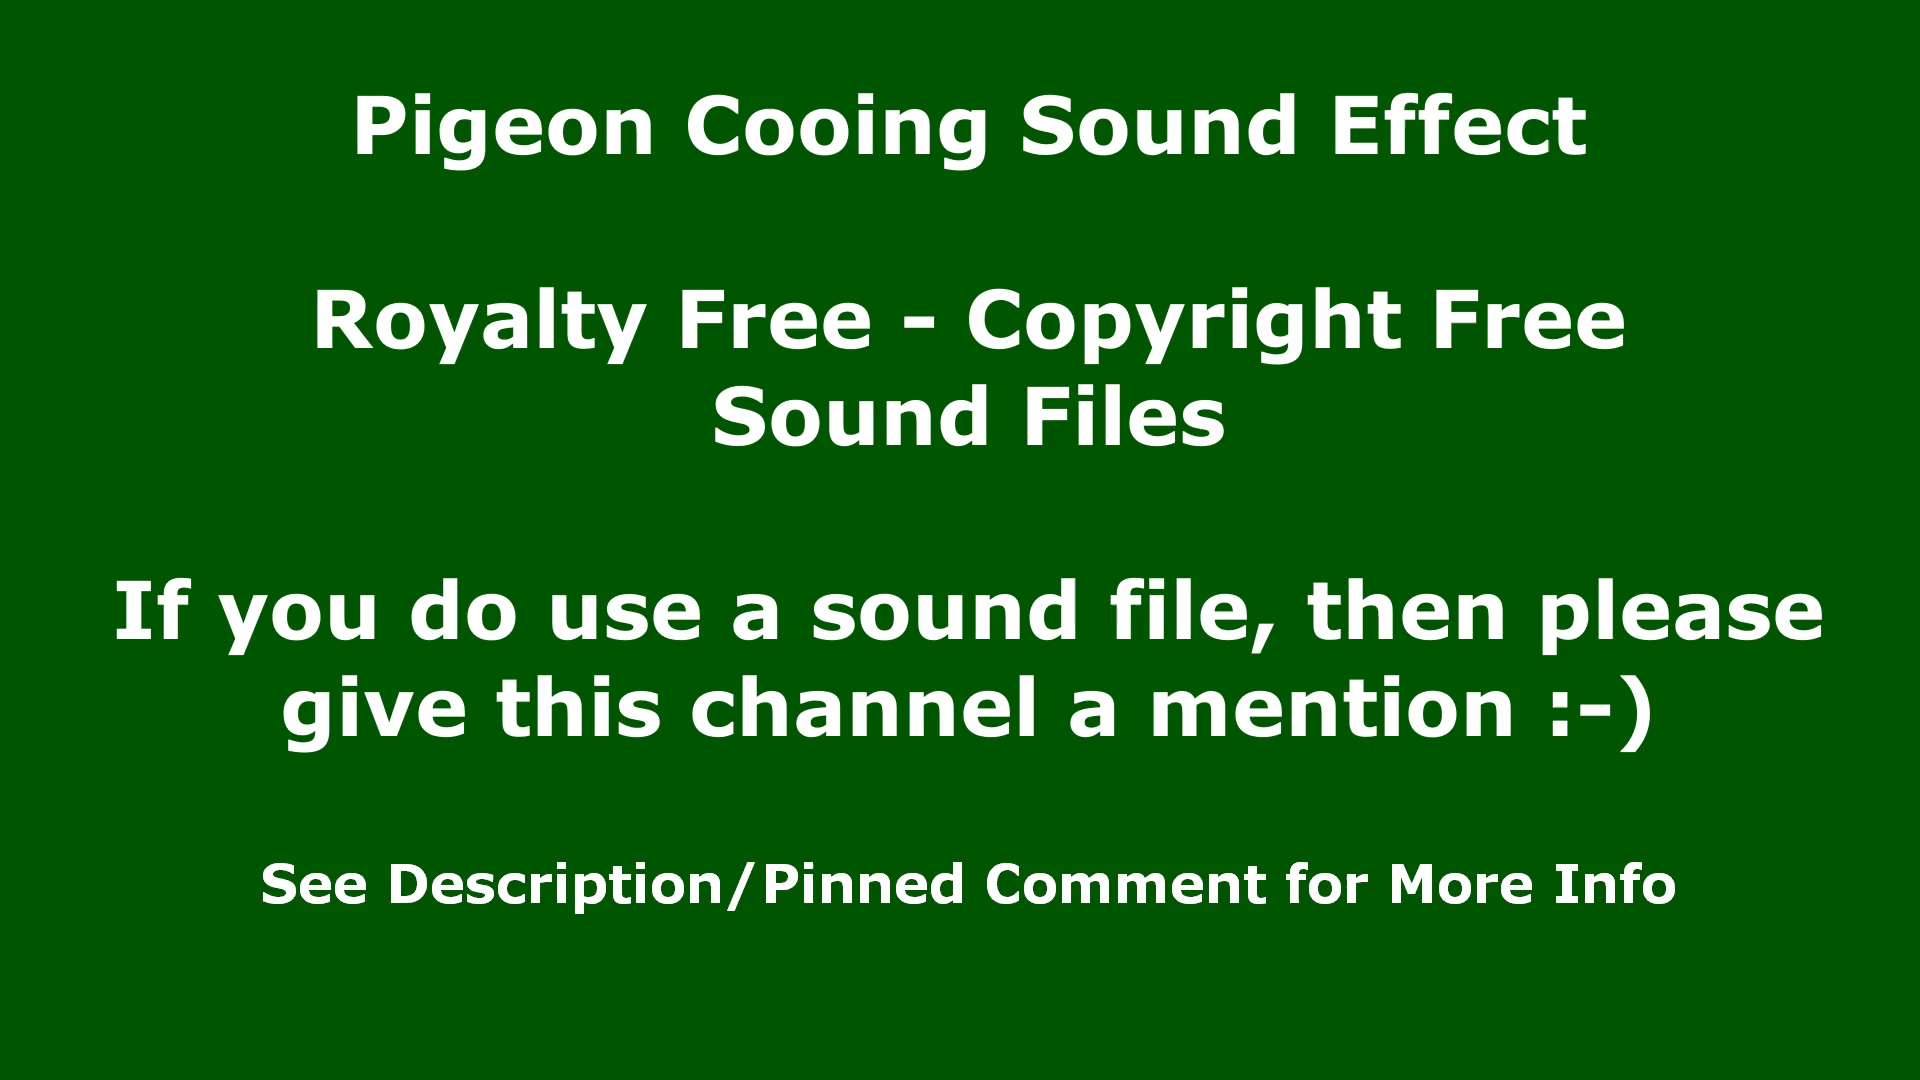 Pigeon Cooing Sound Effect
Royalty Free - Copyright Free
Sound Files
If you do use a sound file, then please
give this channel a mention :-)
See Description/Pinned Comment for More Info